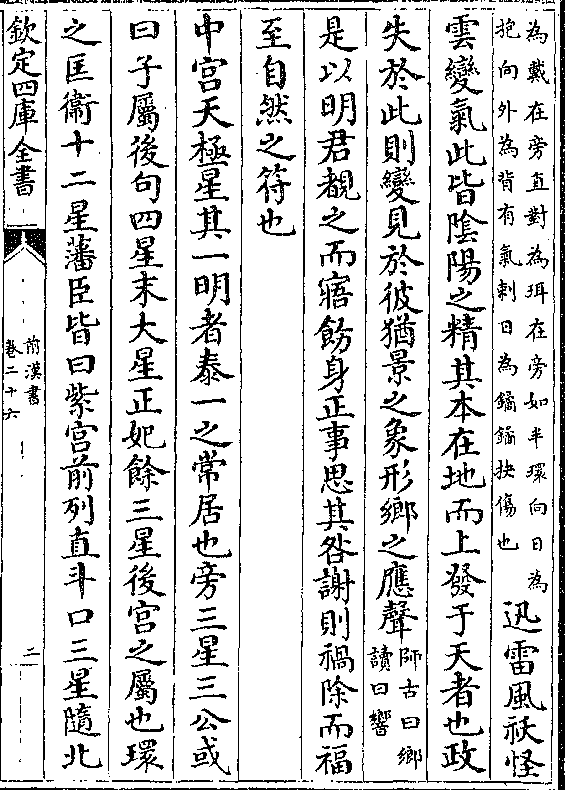 為戴在旁直對為珥在旁如半環向日為
抱向外為背有氣刺日為鐍鐍抉傷也
迅雷風祅怪
雲變氣此皆陰陽之精其本在地而上發于天者也政
失於此則變見於彼猶景之象形鄉之應聲
師古曰鄉
讀曰響
是以明君覩之而寤飭身正事思其咎謝則禍除而福
至自然之符也
中宫天極星其一明者泰一之常居也旁三星三公或
曰子屬後句四星末大星正妃餘三星後宫之屬也環
之匡衞十二星藩臣皆曰紫宫前列直斗口三星隨北
欽定四庫全書
前漢書
卷二十六
二